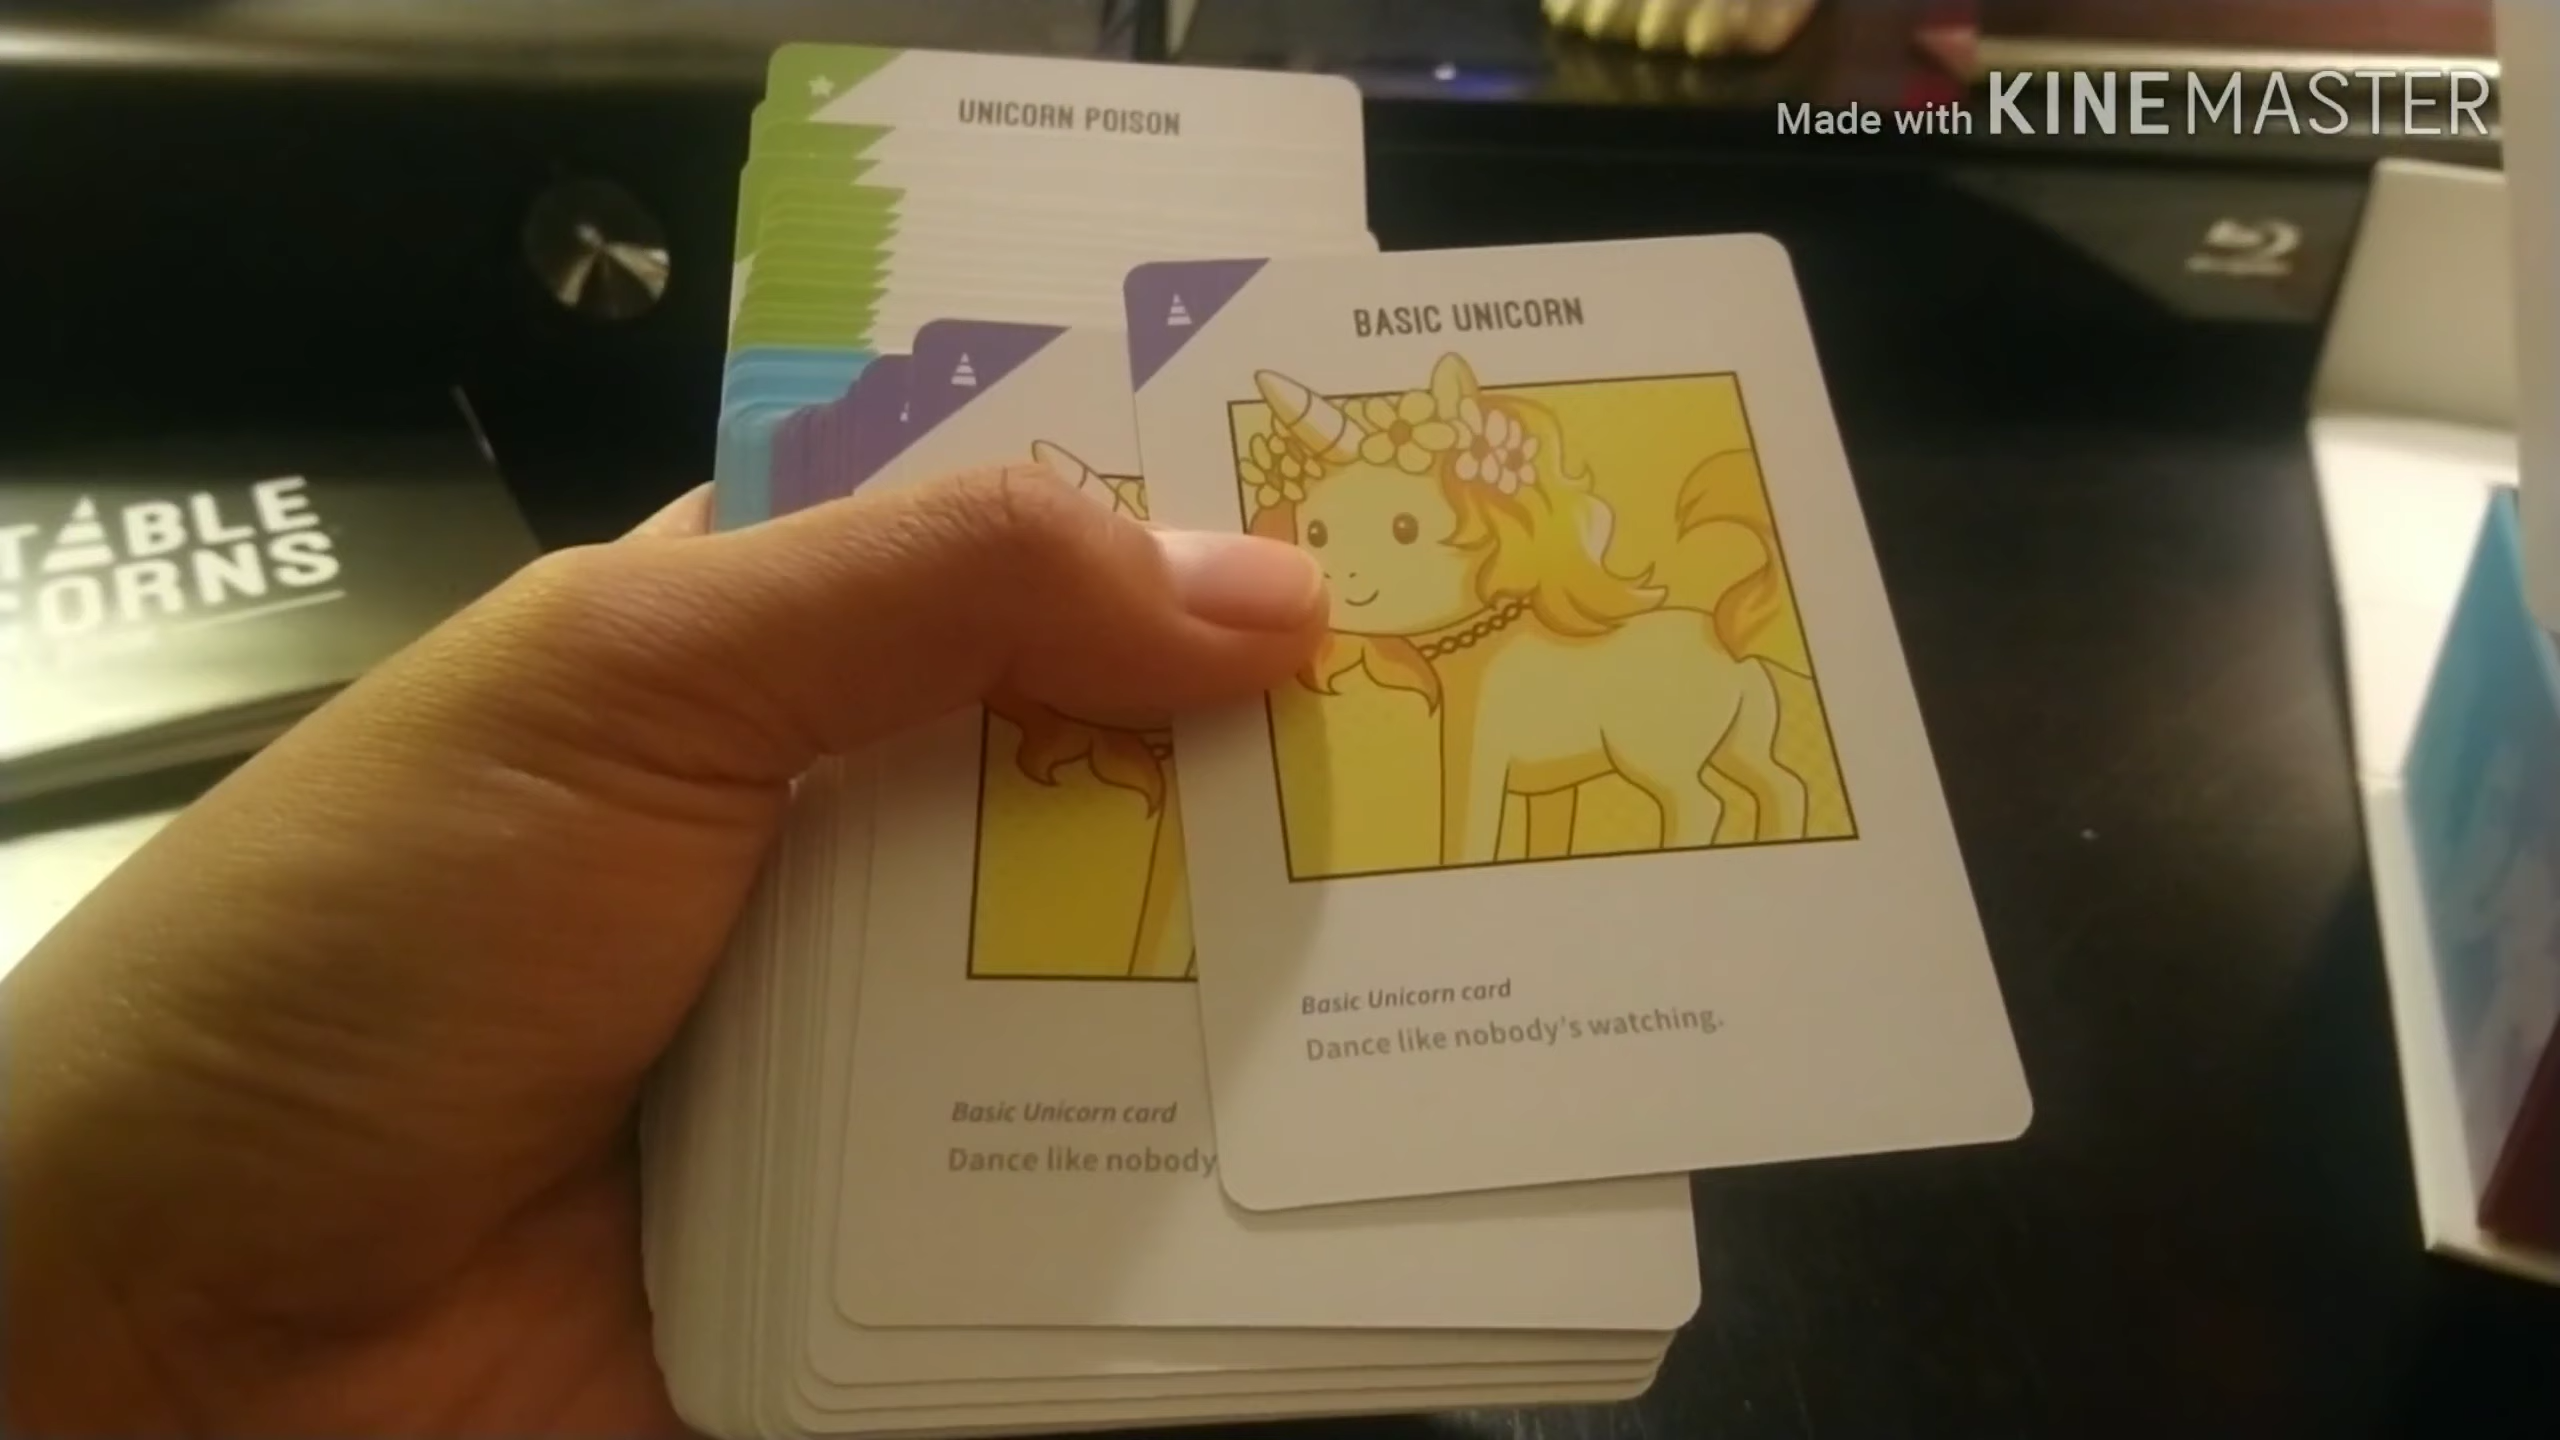 Made with KINEMASTER
UNICORN POISON
BASIC UNICORN
TABLE
CORNS
Basic Unicorn card
Dance like nobody's watching.
Basic Unicorn card
Dance like nobody